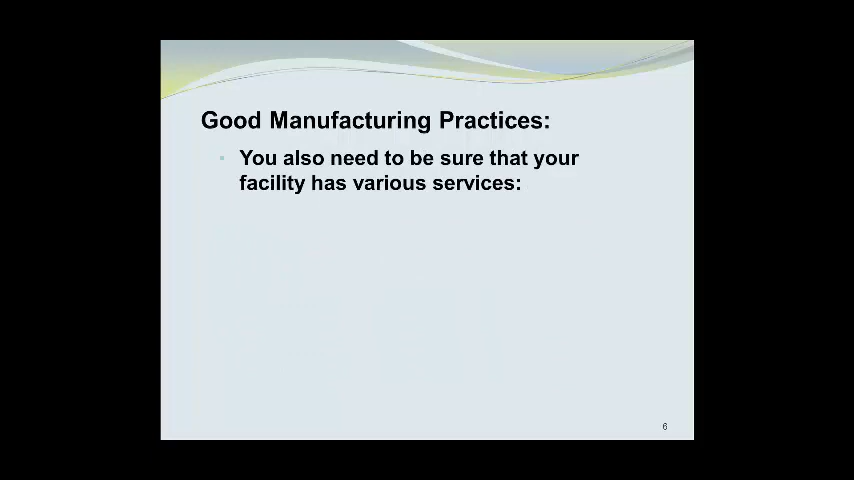 Good Manufacturing Practices:
You also need to be sure that your
facility has various services:
6